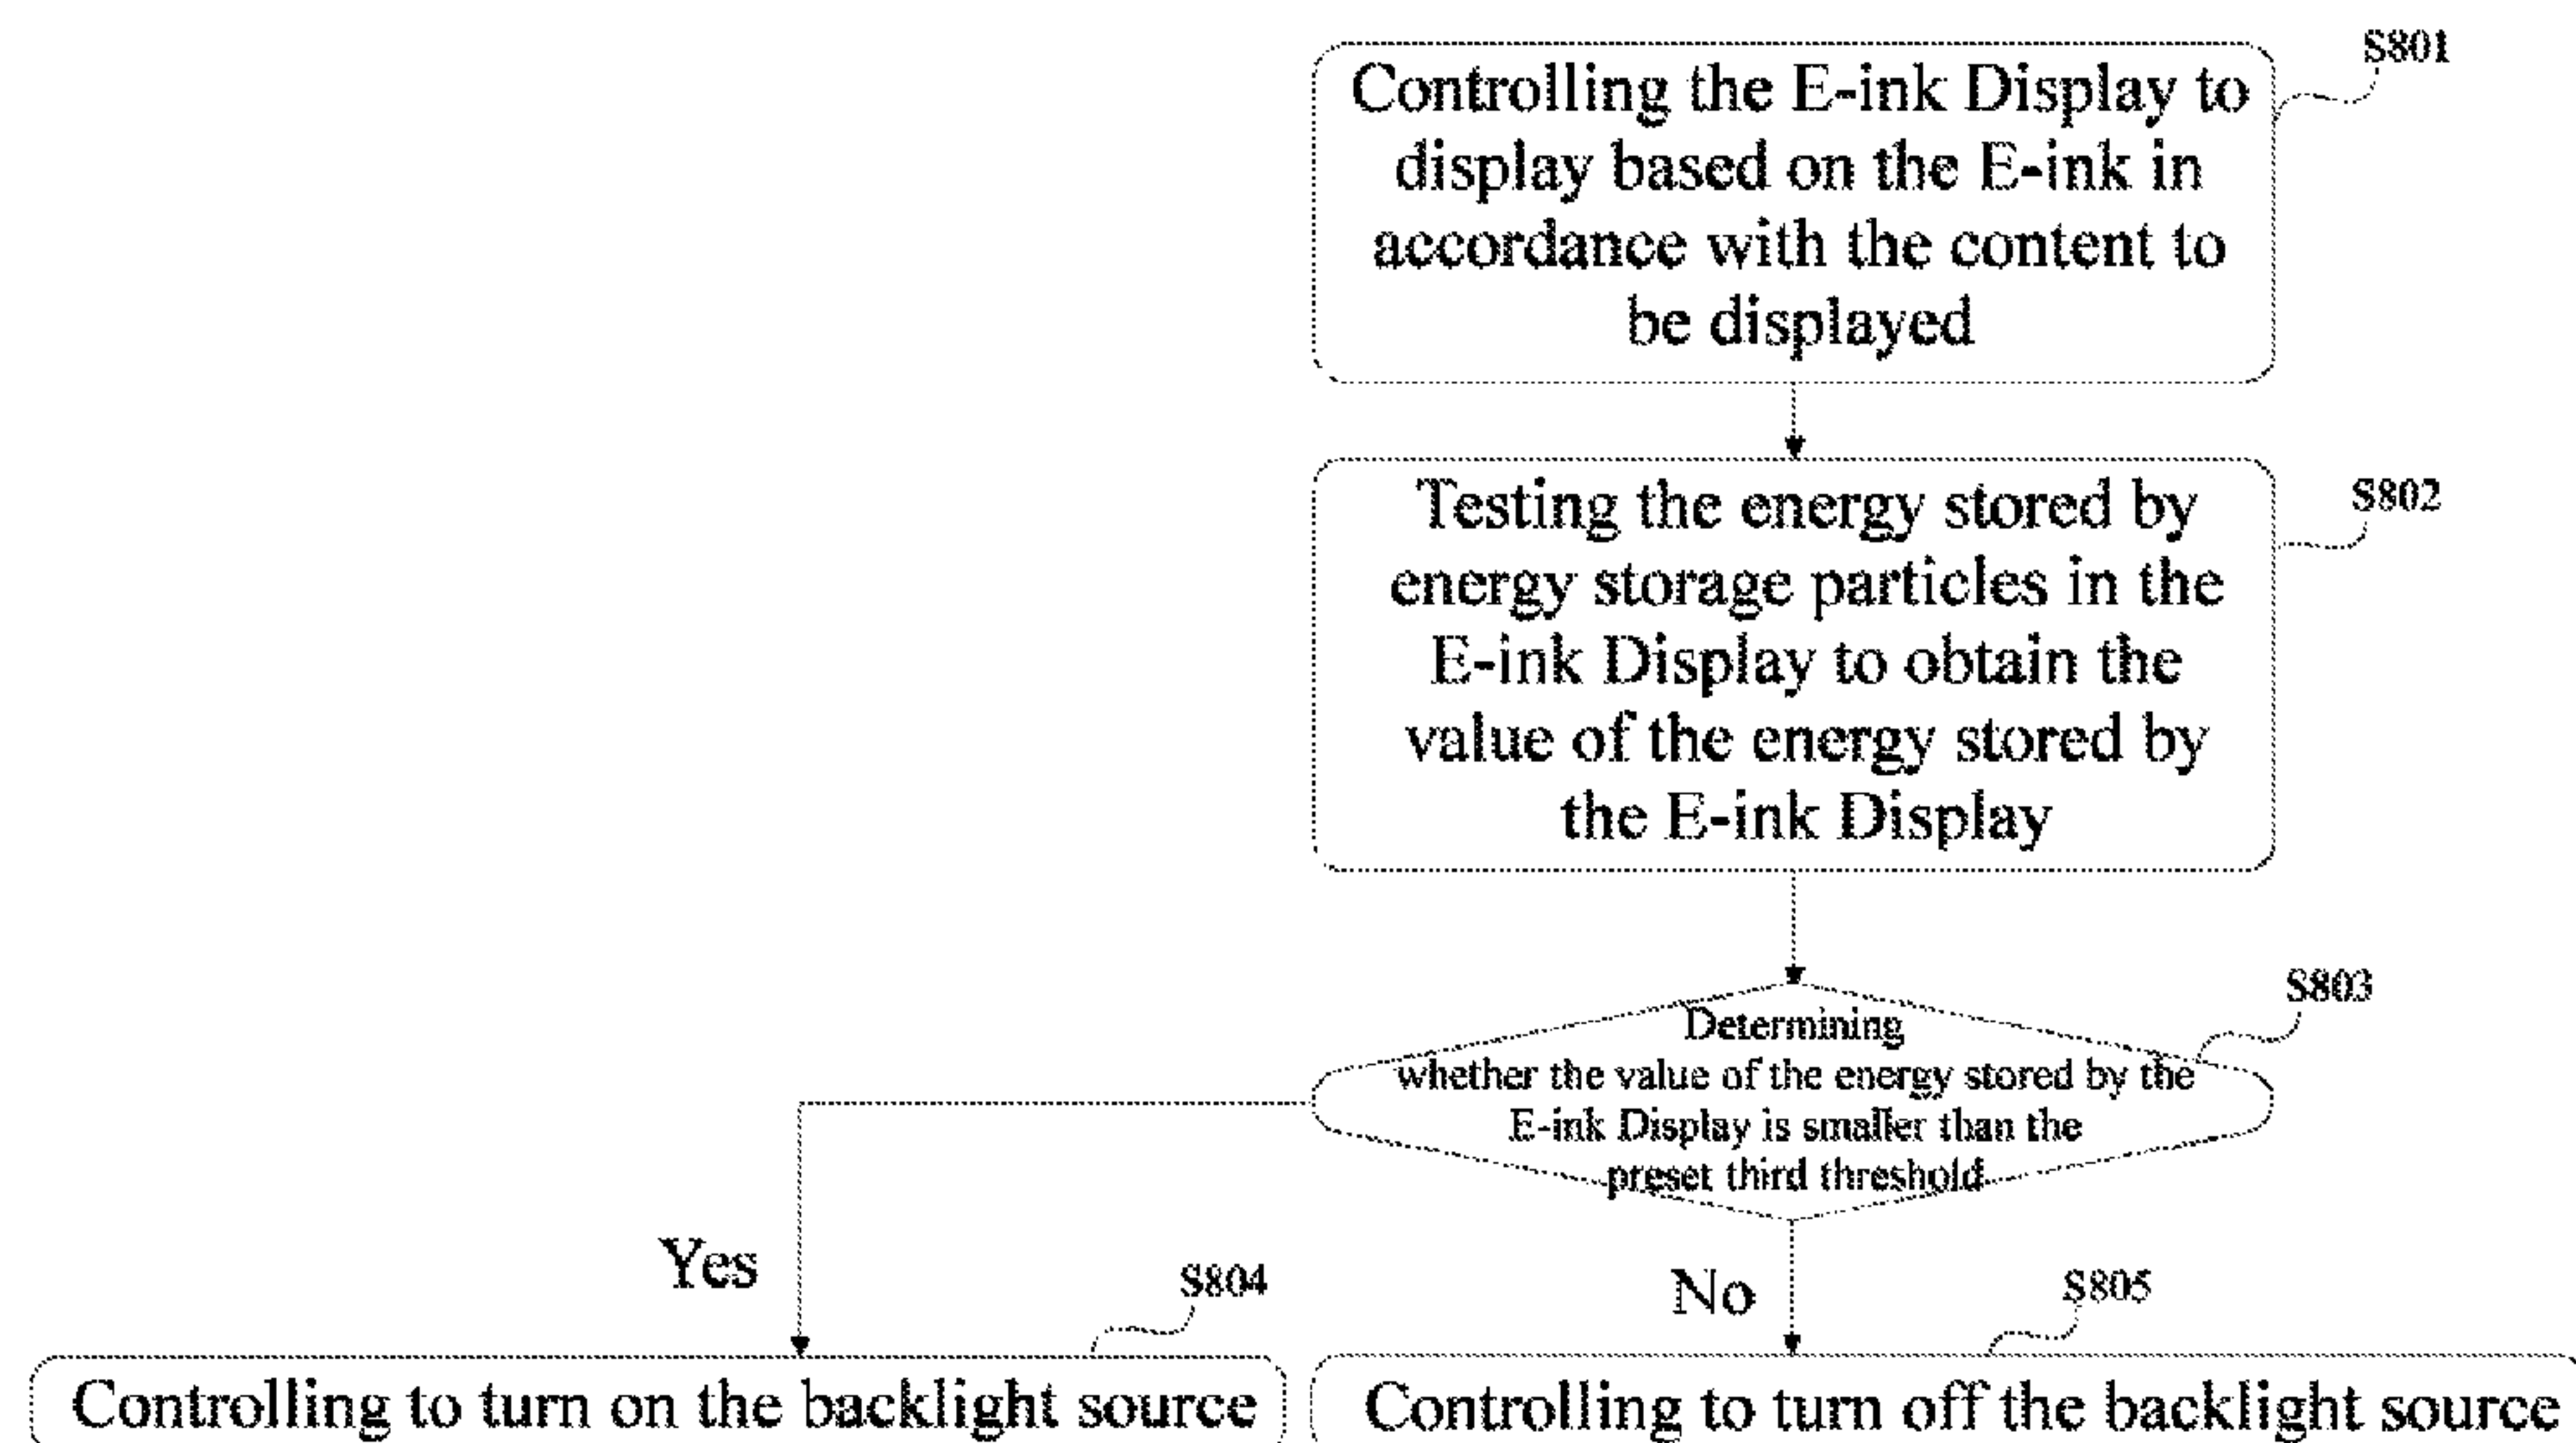 S801
Controlling the E-ink Display to
display based on the E-ink in
accordance with the content to
be displayed
S802
Testing the energy stored by
energy storage particles in the
E-ink Display to obtain the
value of the energy stored by
the E-ink Display
S803
Determining
whether the value of the energy stored by the
E-ink Display is smaller than the
preset third threshold
Yes
S804
No
S805
Controlling to turn on the backlight source
Controlling to turn off the backlight source